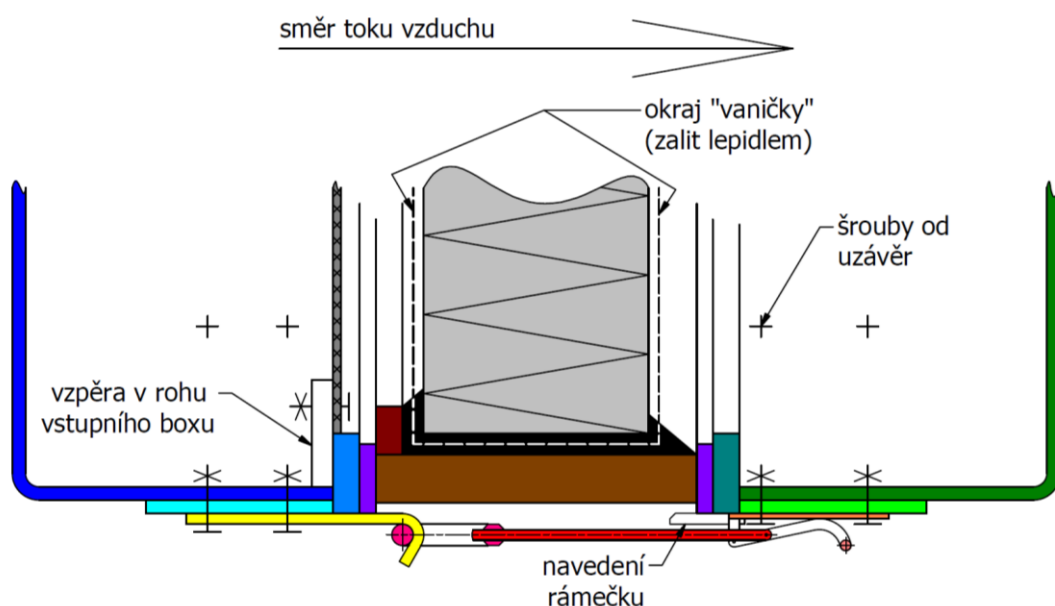 směr toku vzduchu
okraj "vaničky"
(zalit lepidlem)
šrouby od
uzávěr
vzpěra v rohu
vstupního boxu
navedení
rámečku